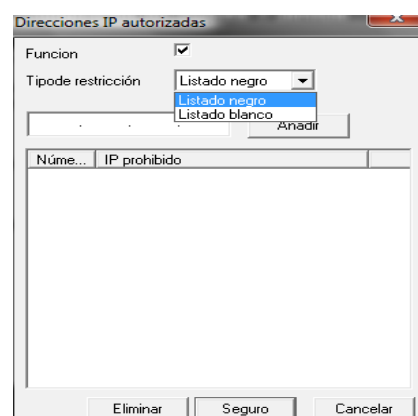 Direcciones IP autorizadas
Funcion
Tipode restricción Listado negro
Listado negro
Listado blanco
. . . Añadir
Núme... IP prohibido
Eliminar Seguro Cancelar